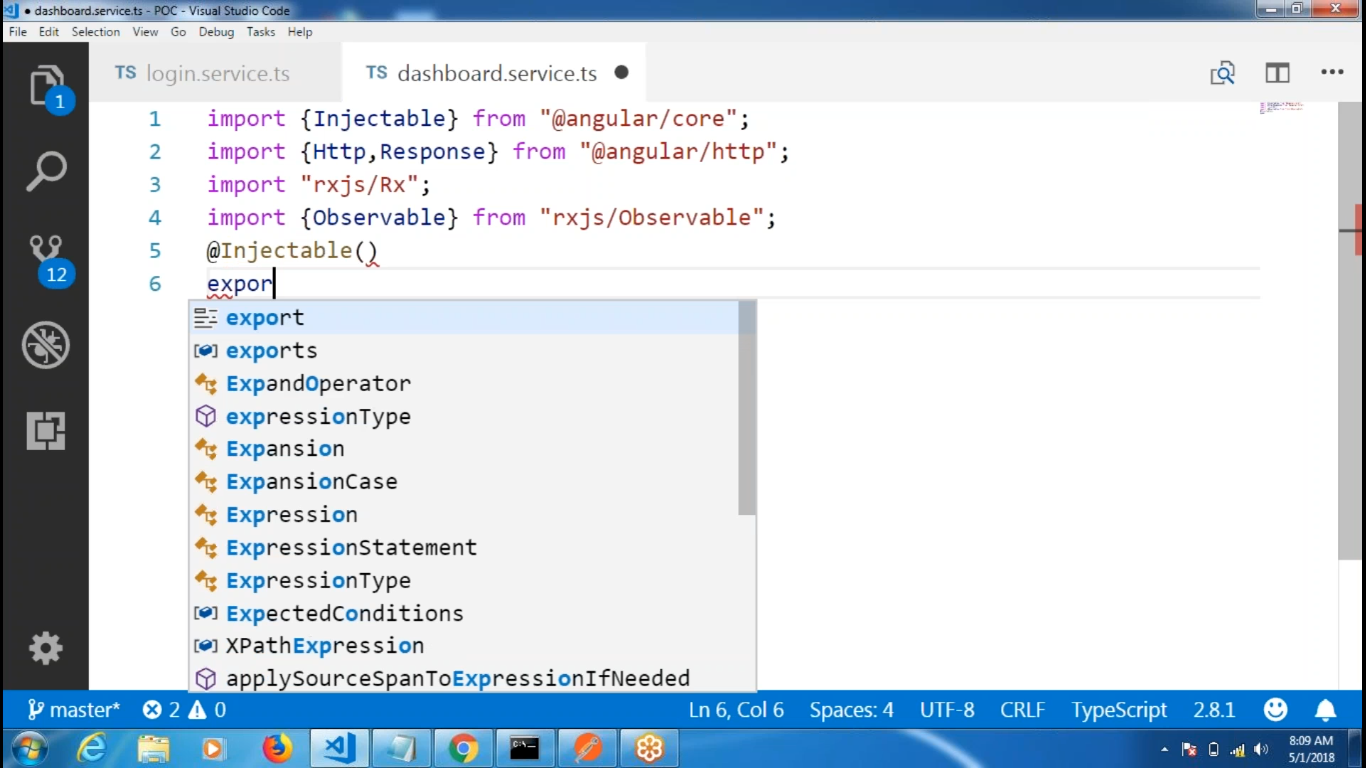 ● dashboard.service.ts - POC - Visual Studio Code
File Edit Selection View Go Debug Tasks Help
TS login.service.ts TS dashboard.service.ts ●
1
12
1 import {Injectable} from "@angular/core";
2 import {Http,Response} from "@angular/http";
3 import "rxjs/Rx";
4 import {Observable} from "rxjs/Observable";
5 @Injectable()
6 expor
export
exports
ExpandOperator
expressionType
Expansion
ExpansionCase
Expression
ExpressionStatement
ExpressionType
ExpectedConditions
XPathExpression
applySourceSpanToExpressionIfNeeded
master* 2 0 Ln 6, Col 6 Spaces: 4 UTF-8 CRLF TypeScript 2.8.1
8:09 AM
5/1/2018